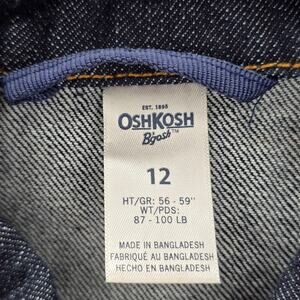 EST. 1895
OSHKOSH
B'gosh™
12
HT/GR: 56 - 59"
WT/PDS:
87 - 100 LB
MADE IN BANGLADESH
FABRIQUÉ AU BANGLADESH
HECHO EN BANGLADESH